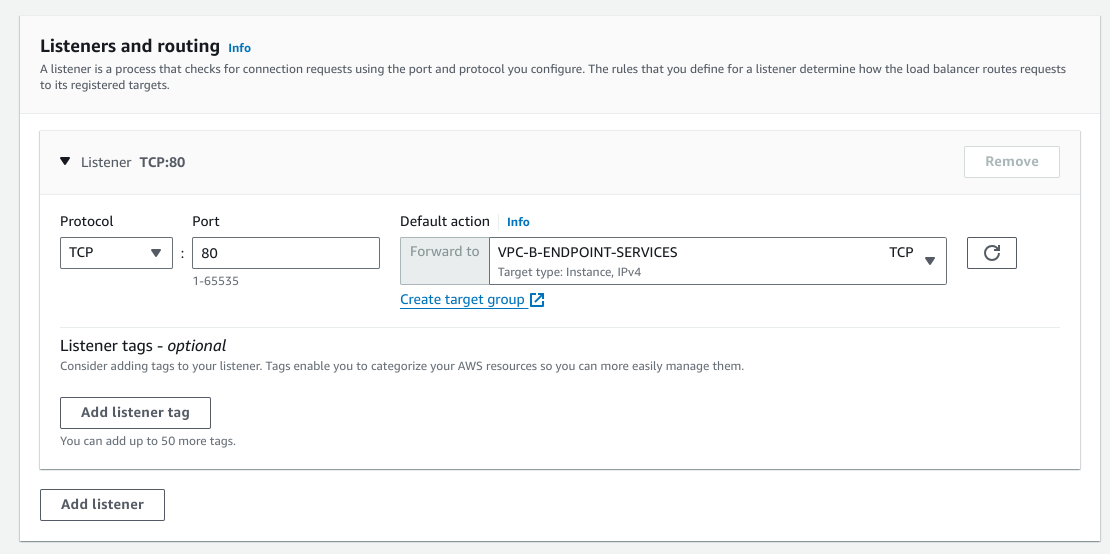 Listeners and routing Info
A listener is a process that checks for connection requests using the port and protocol you configure. The rules that you define for a listener determine how the load balancer routes requests
to its registered targets.
Listener TCP:80
Remove
Protocol
Port
Default action Info
TCP
:
80
Forward to
VPC-B-ENDPOINT-SERVICES
TCP
Target type: Instance, IPv4
1-65535
Create target group
Listener tags - optional
Consider adding tags to your listener. Tags enable you to categorize your AWS resources so you can more easily manage them.
Add listener tag
You can add up to 50 more tags.
Add listener